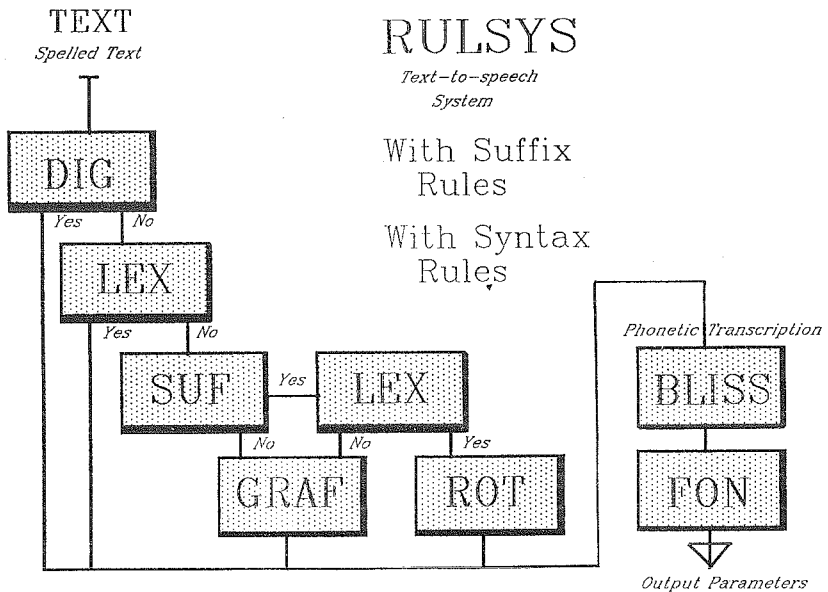 TEXT
Spelled Text
RULSYS
Text-to-speech
System
With Suffix
Rules
With Syntax
Rules
DIG
Yes
No
LEX
Yes
No
SUF
Yes
LEX
No
No
Yes
GRAF
ROT
Phonetic Transcription
BLISS
FON
Output Parameters